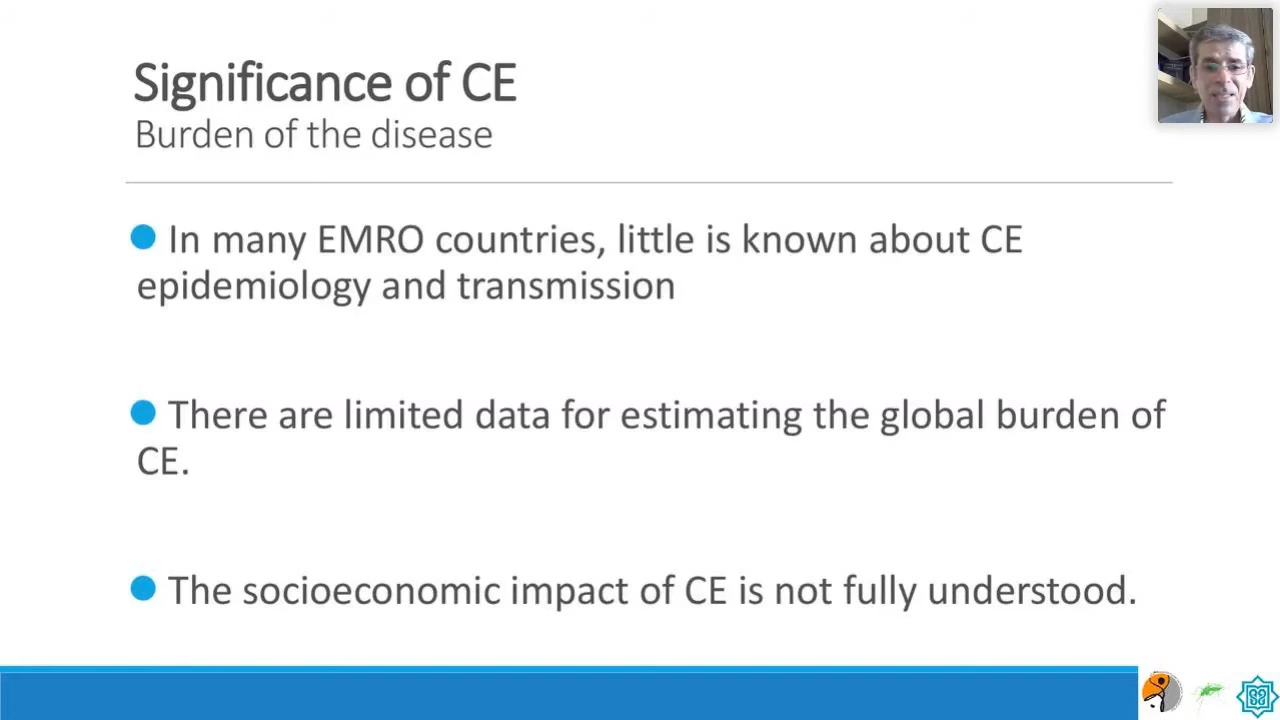 Significance of CE
Burden of the disease
In many EMRO countries, little is known about CE
epidemiology and transmission
There are limited data for estimating the global burden of
CE.
The socioeconomic impact of CE is not fully understood.